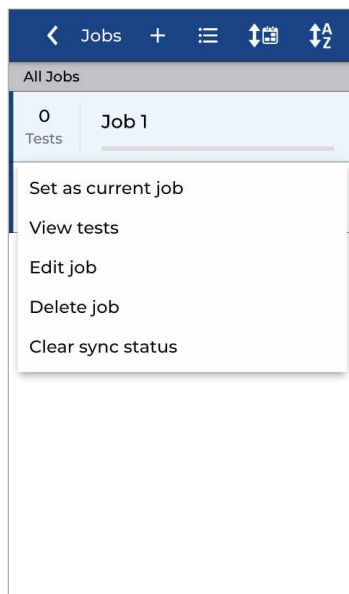 Jobs
All Jobs
0
Tests
Job 1
Set as current job
View tests
Edit job
Delete job
Clear sync status